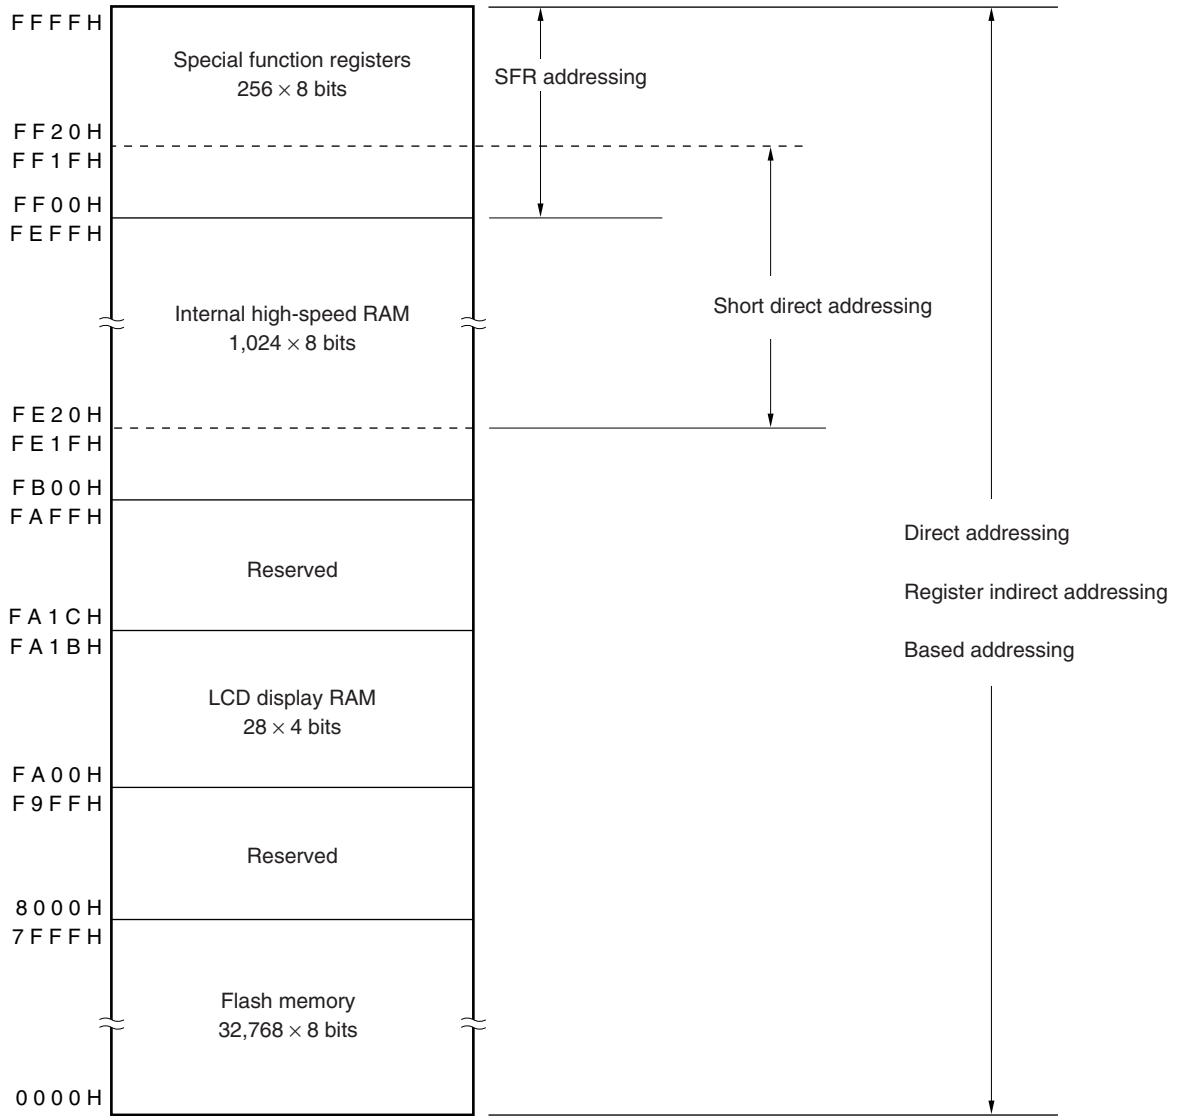 FFFFH
Special function registers
256 × 8 bits
SFR addressing
FF20H
FF1FH
FF00H
FEFFH
Internal high-speed RAM
1,024 × 8 bits
Short direct addressing
FE20H
FE1FH
FB00H
FAFFH
Direct addressing
Reserved
Register indirect addressing
FA1CH
FA1BH
Based addressing
LCD display RAM
28 × 4 bits
FA00H
F9FFH
Reserved
8000H
7FFFH
Flash memory
32,768 × 8 bits
0000H